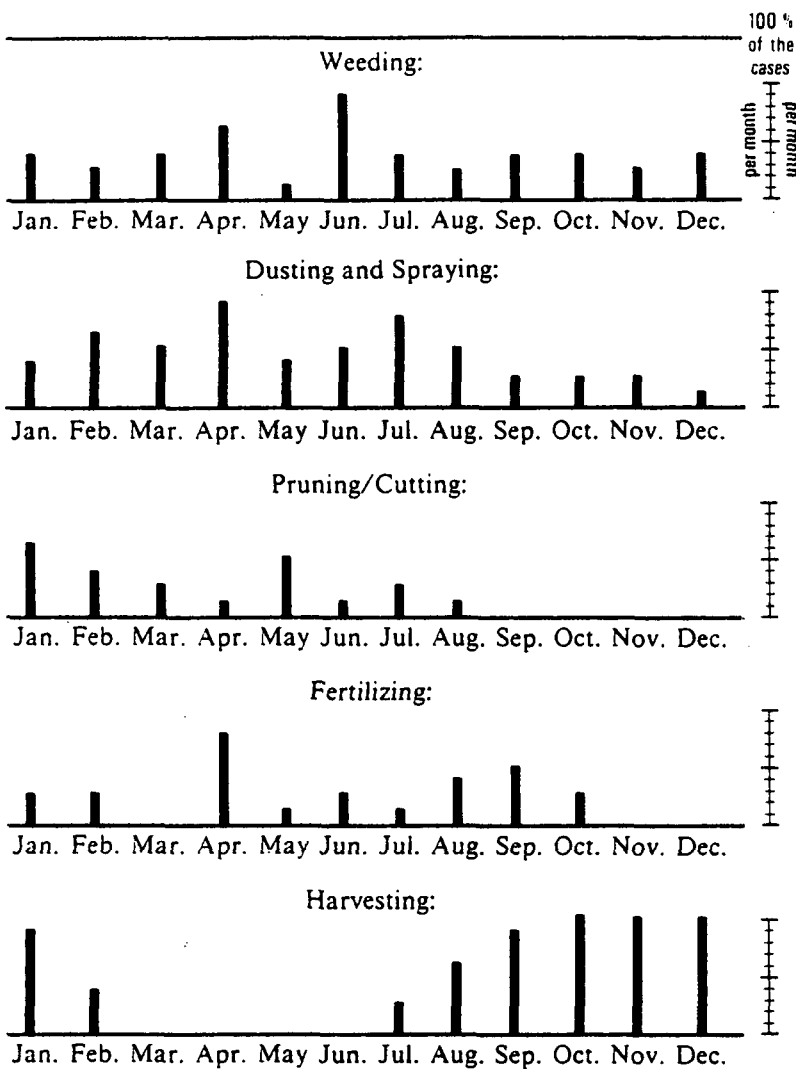 100 %
of the
cases
Weeding:
per month
per month
Jan. Feb. Mar. Apr. May Jun. Jul. Aug. Sep. Oct. Nov. Dec.
Dusting and Spraying:
Jan. Feb. Mar. Apr. May Jun. Jul. Aug. Sep. Oct. Nov. Dec.
Pruning/Cutting:
Jan. Feb. Mar. Apr. May Jun. Jul. Aug. Sep. Oct. Nov. Dec.
Fertilizing:
Jan. Feb. Mar. Apr. May Jun. Jul. Aug. Sep. Oct. Nov. Dec.
Harvesting:
Jan. Feb. Mar. Apr. May Jun. Jul. Aug. Sep. Oct. Nov. Dec.